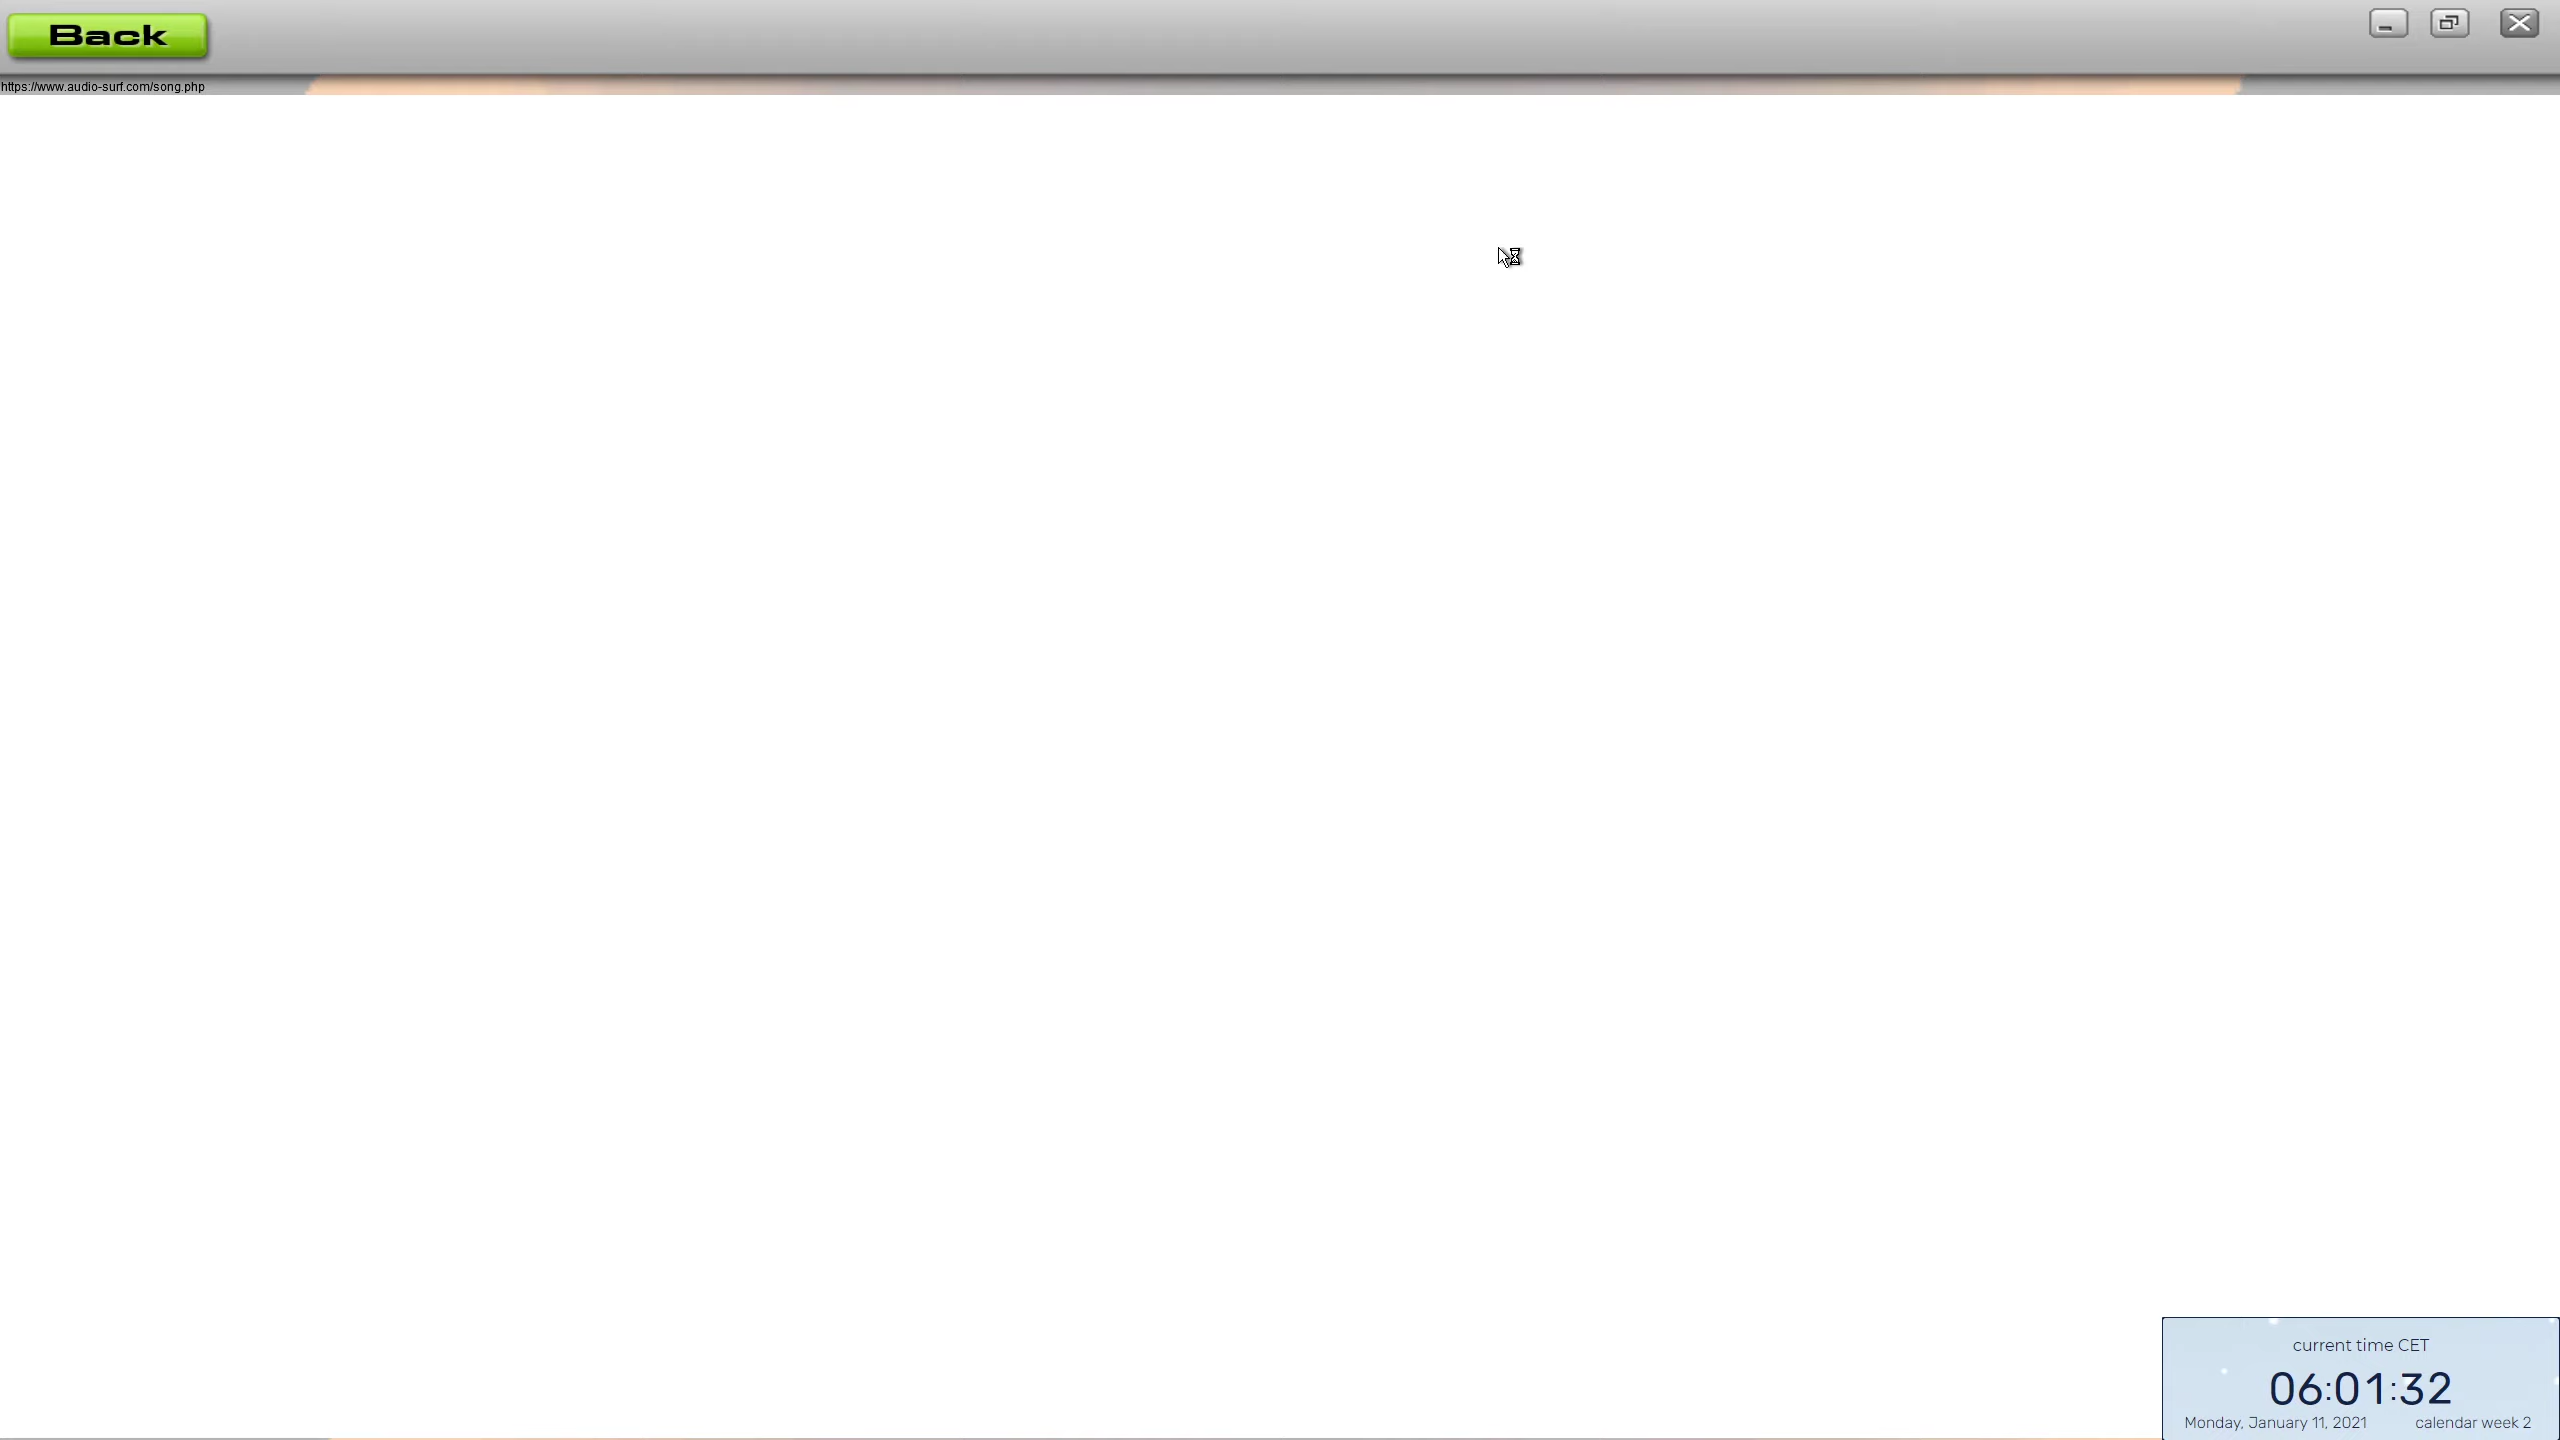 Back
https://www.audio-surf.com/song.php
current time CET
06:01:32
Monday, January 11, 2021 calendar week 2